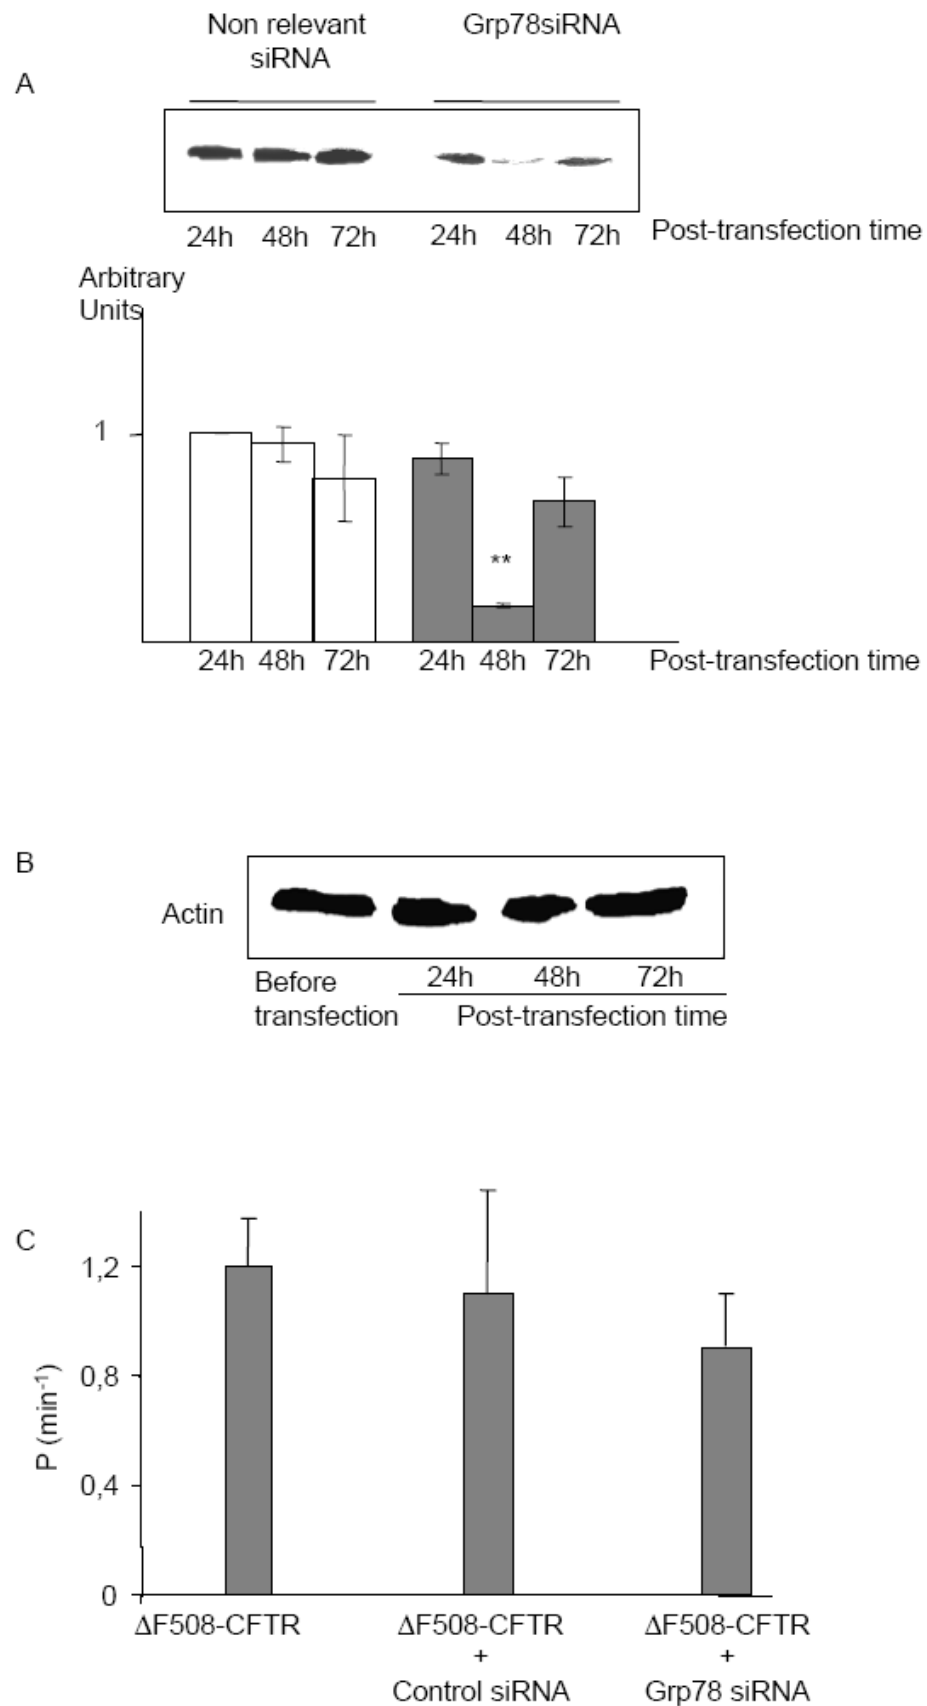 Non relevant
siRNA
Grp78siRNA
A
24h 48h 72h 24h 48h 72h Post-transfection time
Arbitrary
Units
1
**
24h 48h 72h 24h 48h 72h Post-transfection time
B
Actin
Before
transfection
24h 48h 72h
Post-transfection time
C
P (min⁻¹)
1,2
0,8
0,4
0
ΔF508-CFTR
ΔF508-CFTR
+
Control siRNA
ΔF508-CFTR
+
Grp78 siRNA